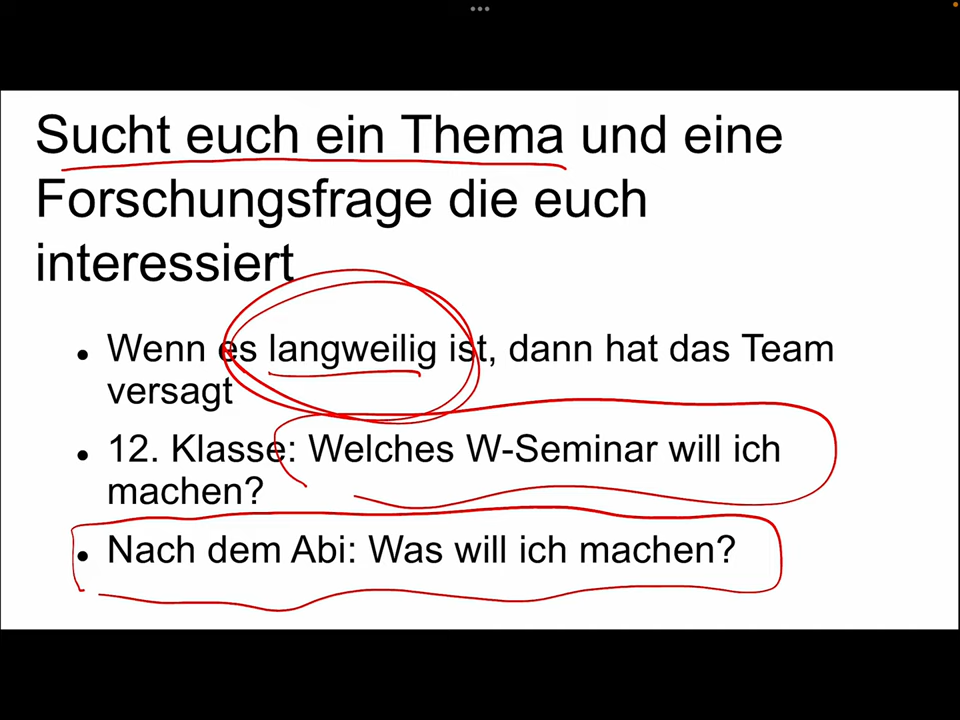 Sucht euch ein Thema und eine
Forschungsfrage die euch
interessiert
Wenn es langweilig ist, dann hat das Team
versagt
12. Klasse: Welches W-Seminar will ich
machen?
Nach dem Abi: Was will ich machen?